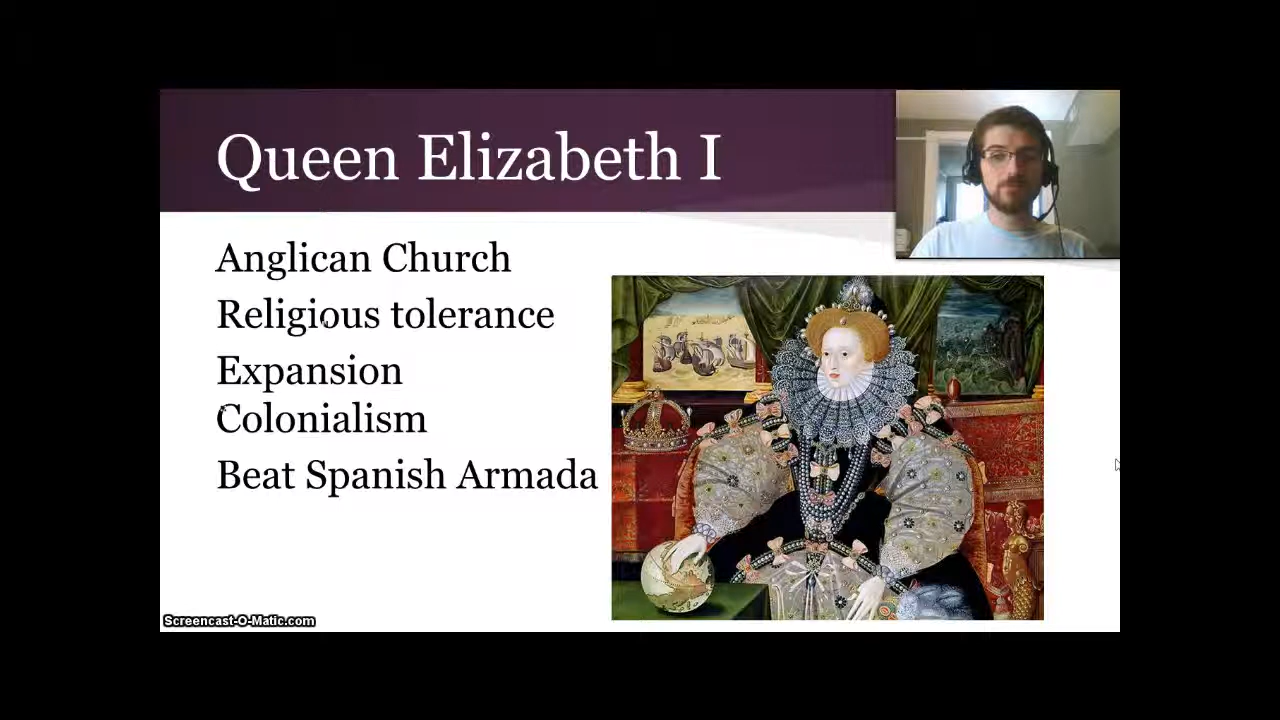 Queen Elizabeth I
Anglican Church
Religious tolerance
Expansion
Colonialism
Beat Spanish Armada
Screencast-O-Matic.com